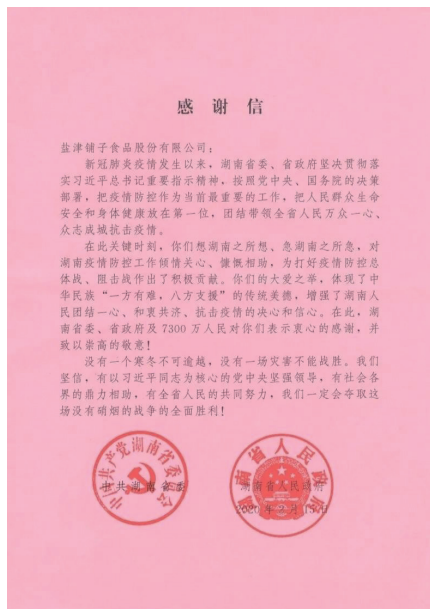 感谢信
盐津铺子食品股份有限公司：
新冠肺炎疫情发生以来，湖南省委、省政府坚决贯彻落
实习近平总书记重要指示精神，按照党中央、国务院的决策
部署，把疫情防控作为当前最重要的工作，把人民群众生命
安全和身体健康放在第一位，团结带领全省人民万众一心、
众志成城抗击疫情。
在此关键时刻，你们想湖南之所想、急湖南之所急，对
湖南疫情防控工作倾情关心、慷慨相助，为打好疫情防控总
体战、阻击战作出了积极贡献。你们的大爱之举，体现了中
华民族“一方有难，八方支援”的传统美德，增强了湖南人
民团结一心、和衷共济、抗击疫情的决心和信心。在此，湖
南省委、省政府及7300万人民对你们表示衷心的感谢，并
致以崇高的敬意！
没有一个寒冬不可逾越，没有一场灾害不能战胜。我们
坚信，有以习近平同志为核心的党中央坚强领导，有社会各
界的鼎力相助，有全省人民的共同努力，我们一定会夺取这
场没有硝烟的战争的全面胜利！
中国共产党湖南省委员会
湖南省人民政府
中共湖南省委
湖南省人民政府